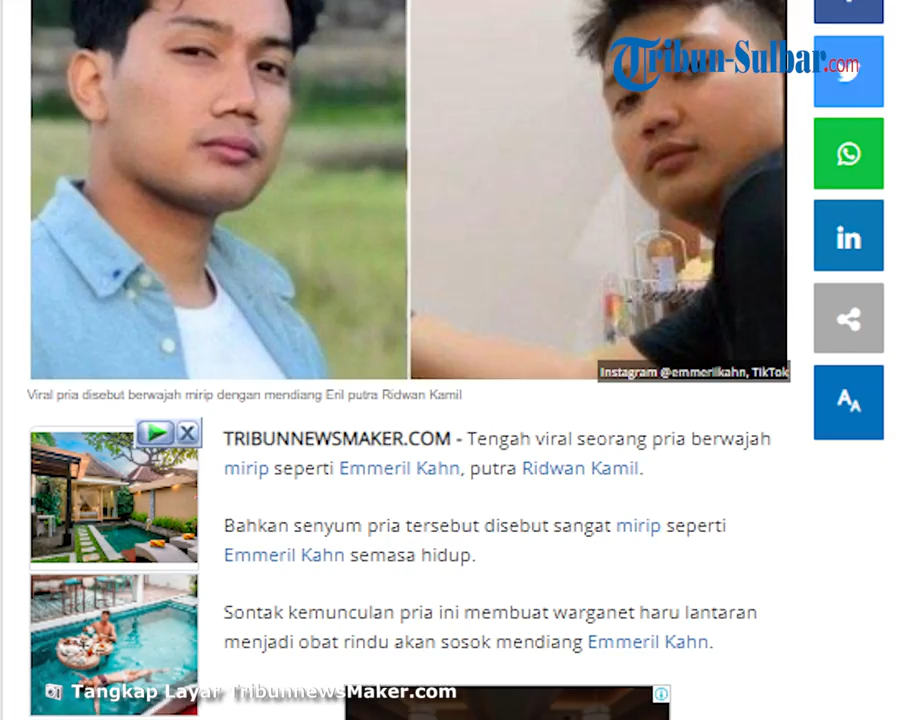 Tribun-Sulbar.com
Instagram @emmerilkahn, TikTok
Viral pria disebut berwajah mirip dengan mendiang Eril putra Ridwan Kamil
TRIBUNNEWSMAKER.COM - Tengah viral seorang pria berwajah
mirip seperti Emmeril Kahn, putra Ridwan Kamil.
Bahkan senyum pria tersebut disebut sangat mirip seperti
Emmeril Kahn semasa hidup.
Sontak kemunculan pria ini membuat warganet haru lantaran
menjadi obat rindu akan sosok mendiang Emmeril Kahn.
Tangkap Layar TribunnewsMaker.com
in
AA